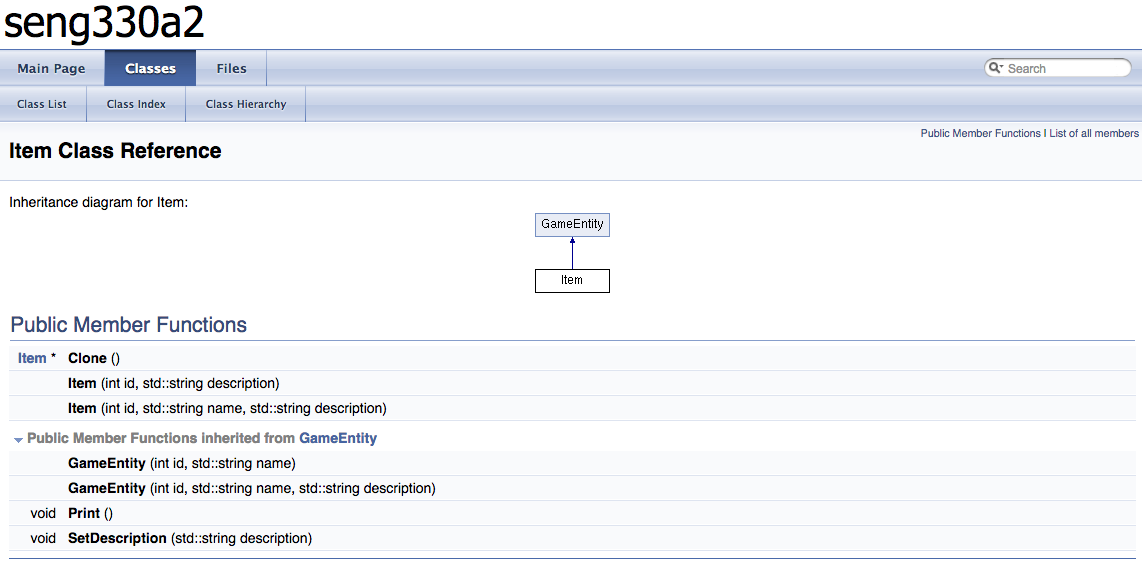 seng330a2
Main Page Classes Files Search
Class List Class Index Class Hierarchy
Public Member Functions | List of all members
Item Class Reference
Inheritance diagram for Item:
GameEntity
Item
Public Member Functions
Item * Clone ()
Item (int id, std::string description)
Item (int id, std::string name, std::string description)
Public Member Functions inherited from GameEntity
GameEntity (int id, std::string name)
GameEntity (int id, std::string name, std::string description)
void Print ()
void SetDescription (std::string description)